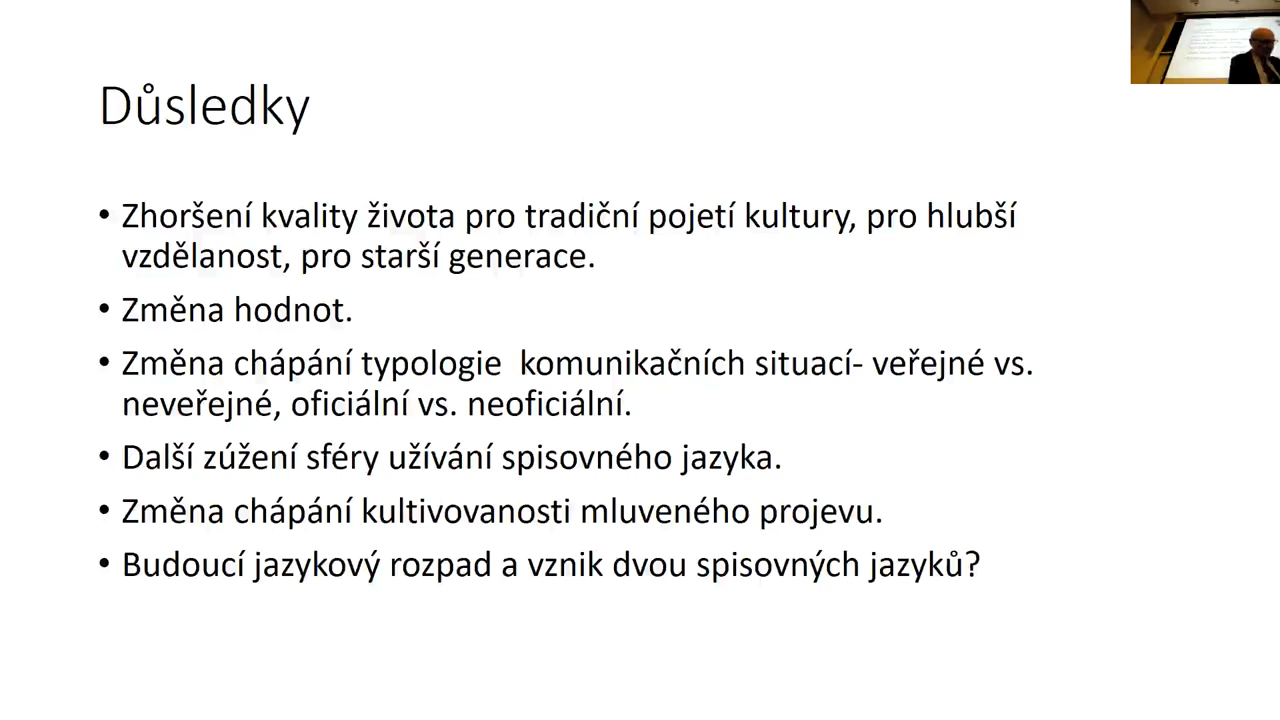 Důsledky
• Zhoršení kvality života pro tradiční pojetí kultury, pro hlubší
vzdělanost, pro starší generace.
• Změna hodnot.
• Změna chápání typologie  komunikačních situací- veřejné vs.
neveřejné, oficiální vs. neoficiální.
• Další zúžení sféry užívání spisovného jazyka.
• Změna chápání kultivovanosti mluveného projevu.
• Budoucí jazykový rozpad a vznik dvou spisovných jazyků?